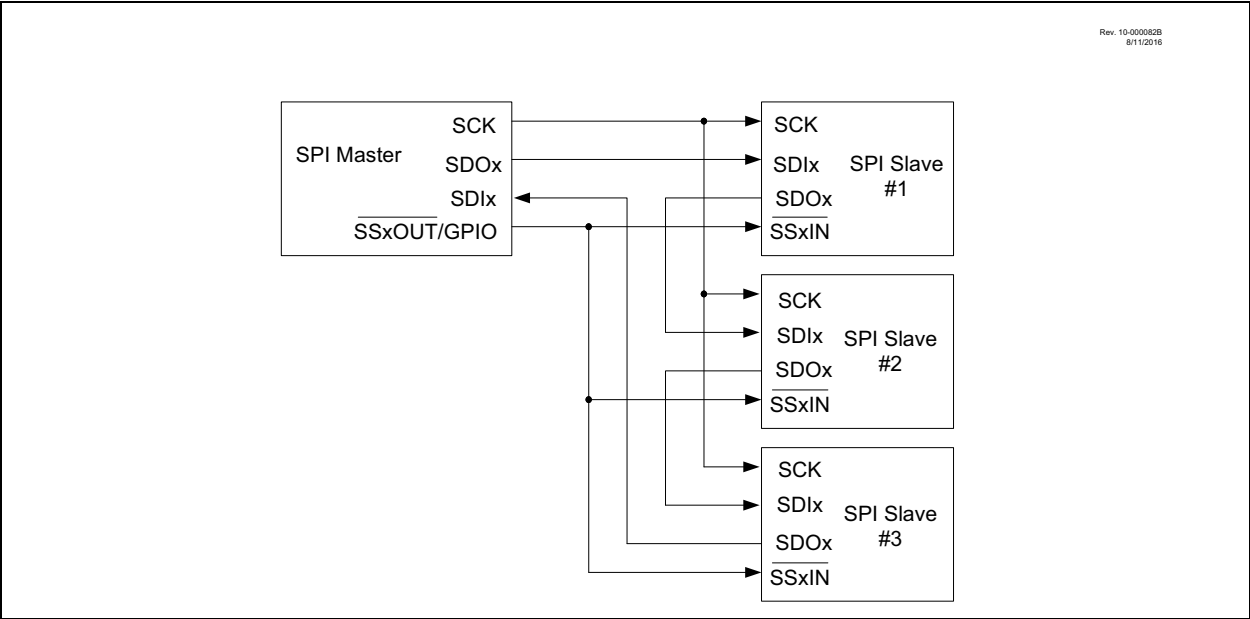 Rev. 10-000082B
8/11/2016
SPI Master
SCK
SDOx
SDIx
SSxOUT/GPIO
SCK
SDIx
SDOx
SSxIN
SPI Slave
#1
SCK
SDIx
SDOx
SSxIN
SPI Slave
#2
SCK
SDIx
SDOx
SSxIN
SPI Slave
#3